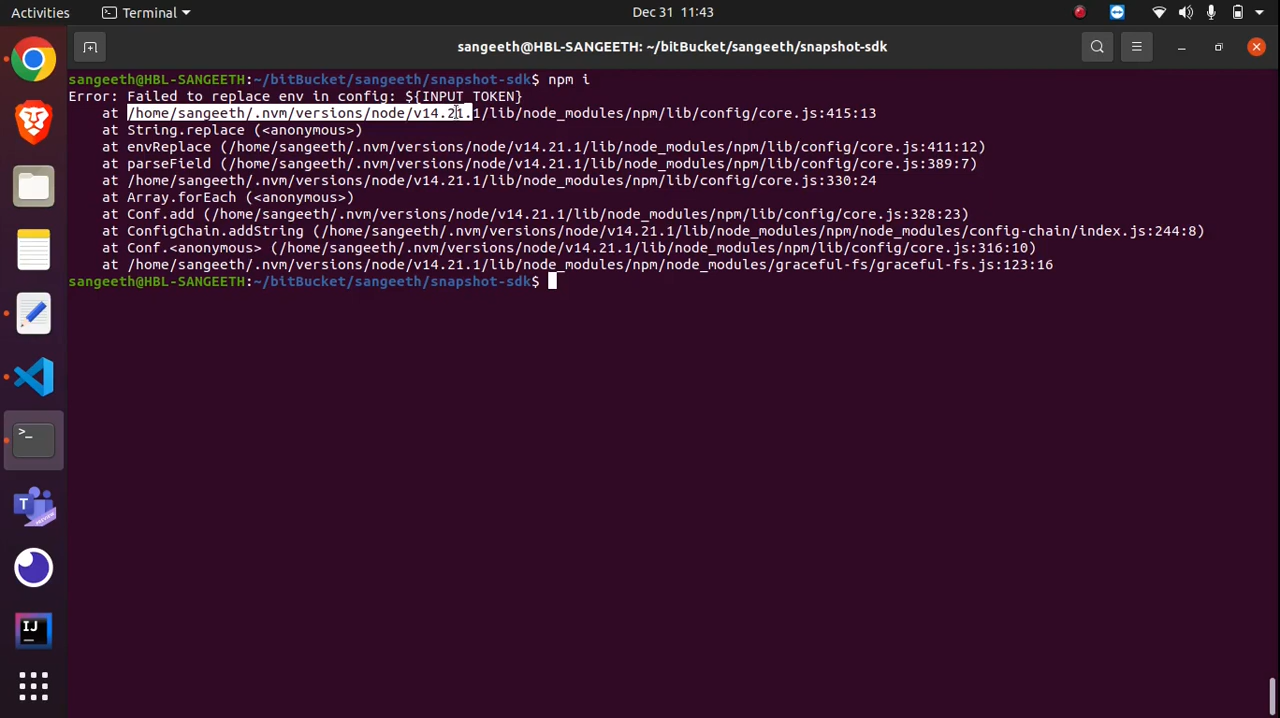 Activities Terminal Dec 31 11:43
sangeeth@HBL-SANGEETH: ~/bitBucket/sangeeth/snapshot-sdk
sangeeth@HBL-SANGEETH:~/bitBucket/sangeeth/snapshot-sdk$ npm i
Error: Failed to replace env in config: ${INPUT_TOKEN}
at /home/sangeeth/.nvm/versions/node/v14.21.1/lib/node_modules/npm/lib/config/core.js:415:13
at String.replace (<anonymous>)
at envReplace (/home/sangeeth/.nvm/versions/node/v14.21.1/lib/node_modules/npm/lib/config/core.js:411:12)
at parseField (/home/sangeeth/.nvm/versions/node/v14.21.1/lib/node_modules/npm/lib/config/core.js:389:7)
at /home/sangeeth/.nvm/versions/node/v14.21.1/lib/node_modules/npm/lib/config/core.js:330:24
at Array.forEach (<anonymous>)
at Conf.add (/home/sangeeth/.nvm/versions/node/v14.21.1/lib/node_modules/npm/lib/config/core.js:328:23)
at ConfigChain.addString (/home/sangeeth/.nvm/versions/node/v14.21.1/lib/node_modules/npm/node_modules/config-chain/index.js:244:8)
at Conf.<anonymous> (/home/sangeeth/.nvm/versions/node/v14.21.1/lib/node_modules/npm/lib/config/core.js:316:10)
at /home/sangeeth/.nvm/versions/node/v14.21.1/lib/node_modules/npm/node_modules/graceful-fs/graceful-fs.js:123:16
sangeeth@HBL-SANGEETH:~/bitBucket/sangeeth/snapshot-sdk$
>_
T
PREVIEW
IJ